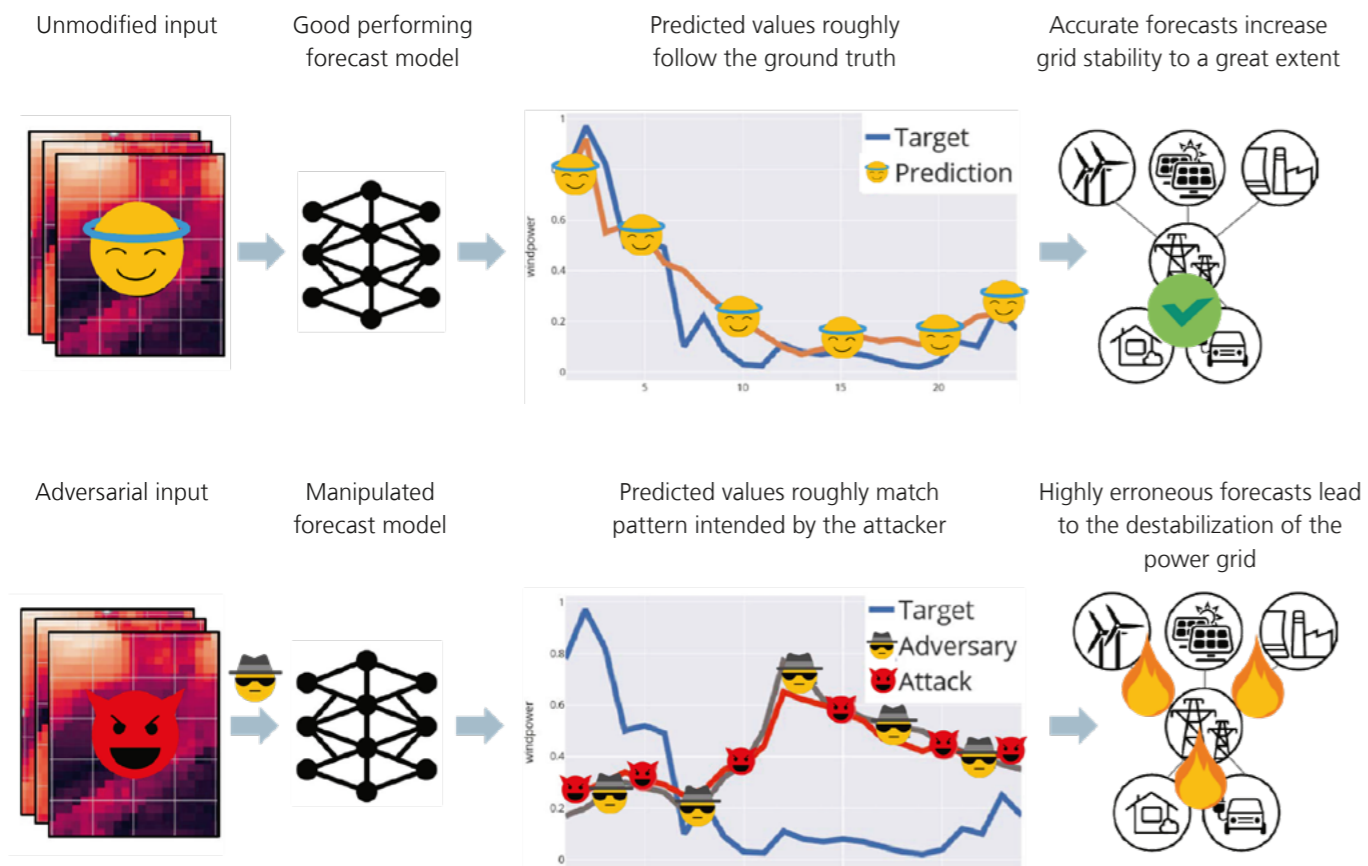 Unmodified input
Good performing
forecast model
Predicted values roughly
follow the ground truth
Accurate forecasts increase
grid stability to a great extent
1
0.6
0.4
0.2
0
windpower
5
10
15
20
Target
Prediction
Adversarial input
Manipulated
forecast model
Predicted values roughly match
pattern intended by the attacker
Highly erroneous forecasts lead
to the destabilization of the
power grid
1
0.8
0.6
0.4
0.2
0
windpower
Target
Adversary
Attack